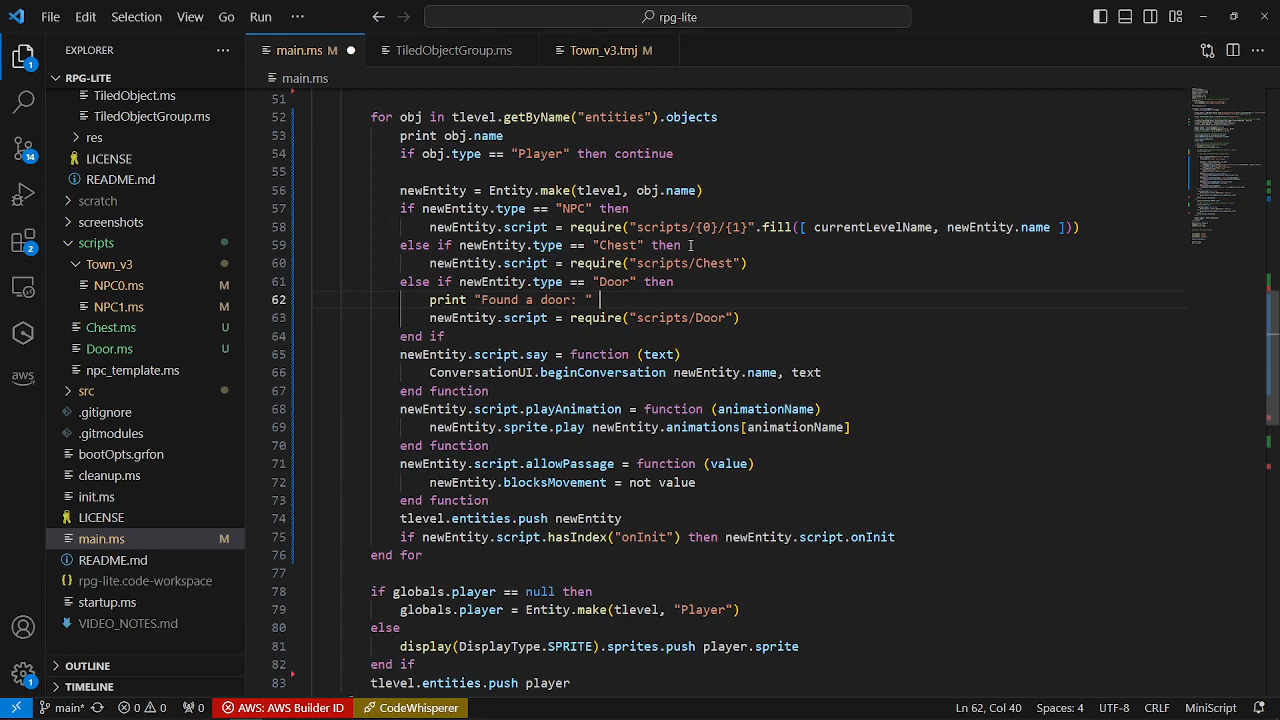 File Edit Selection View Go Run ··· rpg-lite
EXPLORER ···
main.ms M
TiledObjectGroup.ms
Town_v3.tmj M
RPG-LITE
TiledObject.ms
TiledObjectGroup.ms
res
LICENSE
README.md
scratch
screenshots
scripts
Town_v3
NPC0.ms M
NPC1.ms M
Chest.ms U
Door.ms U
npc_template.ms
src
.gitignore
.gitmodules
bootOpts.grfon
cleanup.ms
init.ms
LICENSE
main.ms M
README.md
rpg-lite.code-workspace
startup.ms
VIDEO_NOTES.md
OUTLINE
TIMELINE
1
14
2
aws
1
main.ms
51
52 for obj in tlevel.getLayerNamed("entities").objects
53 print obj.name
54 if obj.type == "Player" then continue
55
56 newEntity = Entity.make(tlevel, obj.name)
57 if newEntity.type == "NPC" then
58 newEntity.script = require("scripts/{0}/{1}".fill([ currentLevelName, newEntity.name ]))
59 else if newEntity.type == "Chest" then
60 newEntity.script = require("scripts/Chest")
61 else if newEntity.type == "Door" then
62 print "Found a door: "
63 newEntity.script = require("scripts/Door")
64 end if
65 newEntity.script.say = function (text)
66 ConversationUI.beginConversation newEntity.name, text
67 end function
68 newEntity.script.playAnimation = function (animationName)
69 newEntity.sprite.play newEntity.animations[animationName]
70 end function
71 newEntity.script.allowPassage = function (value)
72 newEntity.blocksMovement = not value
73 end function
74 tlevel.entities.push newEntity
75 if newEntity.script.hasIndex("onInit") then newEntity.script.onInit
76 end for
77
78 if globals.player == null then
79 globals.player = Entity.make(tlevel, "Player")
80 else
81 display(DisplayType.SPRITE).sprites.push player.sprite
82 end if
83 tlevel.entities.push player
main* 0 0 0 AWS: AWS Builder ID CodeWhisperer Ln 62, Col 40 Spaces: 4 UTF-8 CRLF MiniScript